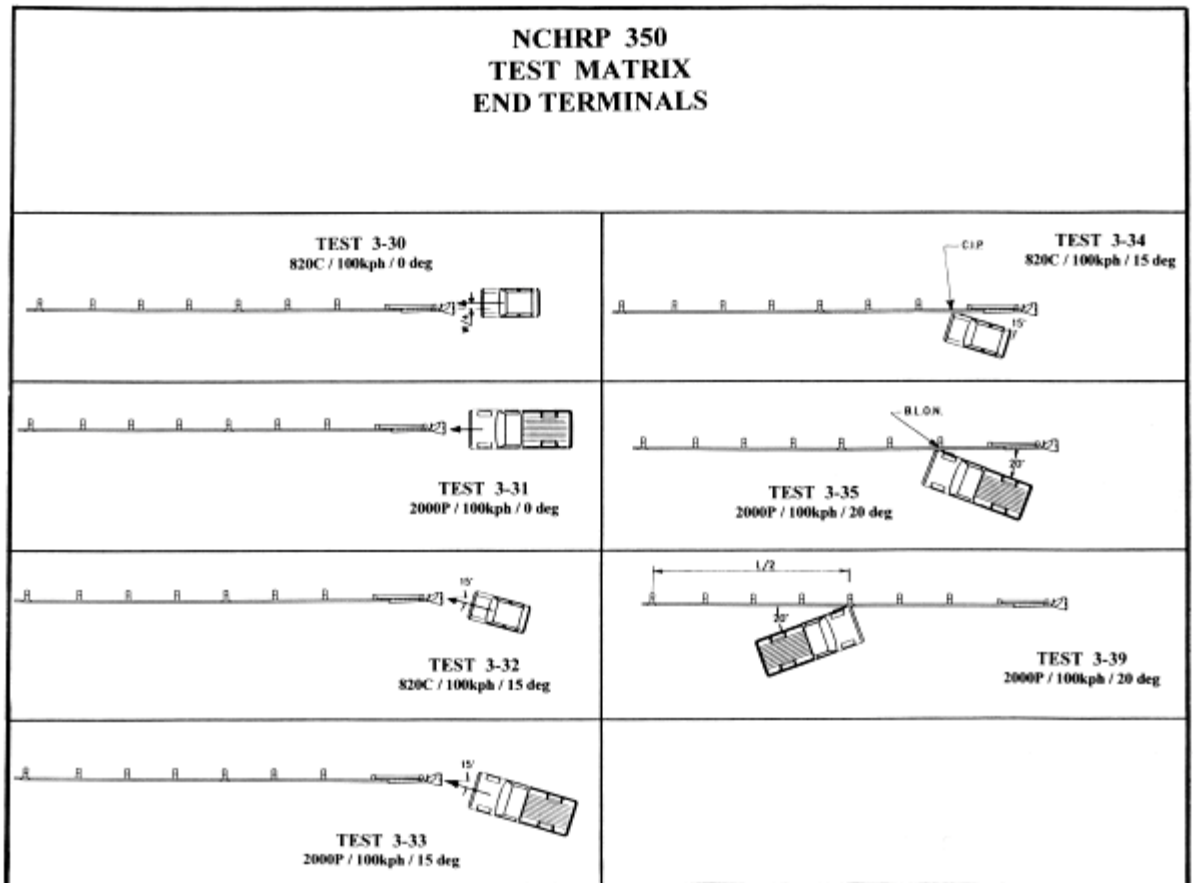 NCHRP 350
TEST MATRIX
END TERMINALS
TEST 3-30
820C / 100kph / 0 deg
W/4
TEST 3-31
2000P / 100kph / 0 deg
15'
TEST 3-32
820C / 100kph / 15 deg
15'
TEST 3-33
2000P / 100kph / 15 deg
C.I.P.
TEST 3-34
820C / 100kph / 15 deg
15'
B.L.O.N.
20'
TEST 3-35
2000P / 100kph / 20 deg
L/2
20'
TEST 3-39
2000P / 100kph / 20 deg